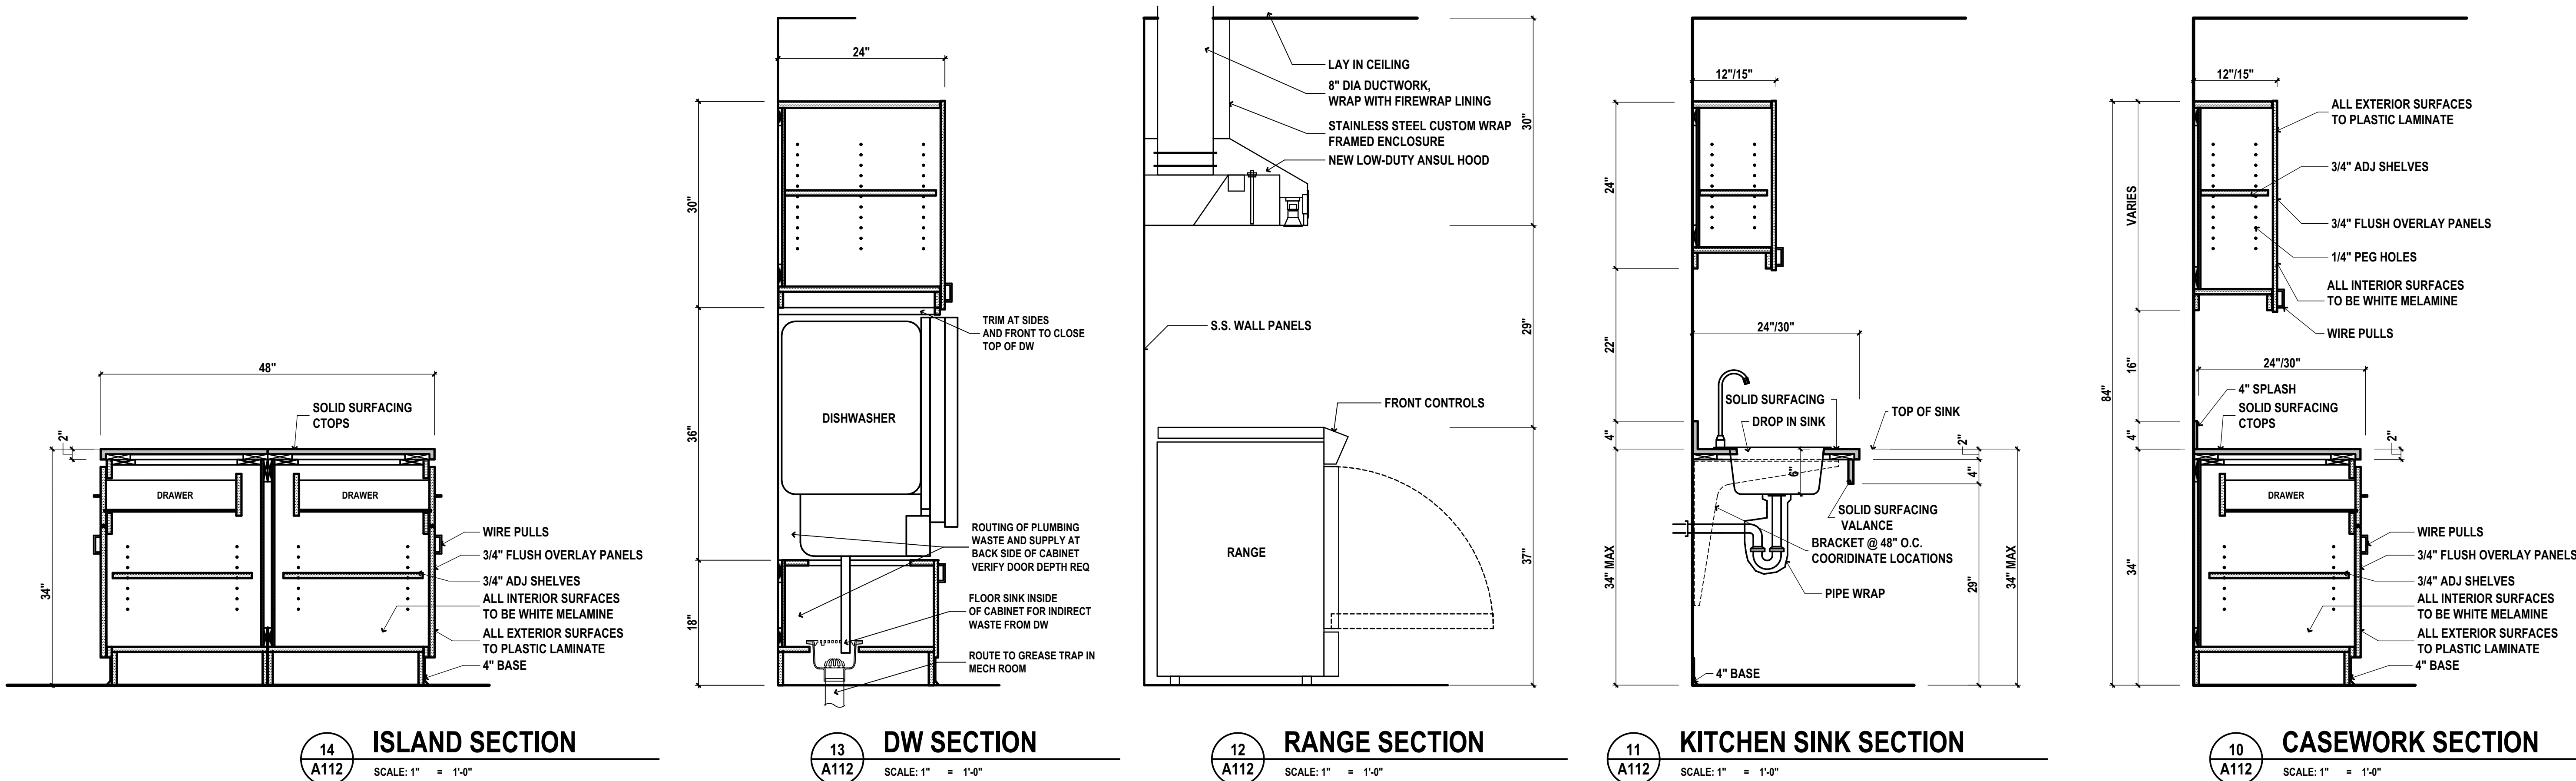 48"
SOLID SURFACING
CTOPS
2"
34"
DRAWER
DRAWER
WIRE PULLS
3/4" FLUSH OVERLAY PANELS
3/4" ADJ SHELVES
ALL INTERIOR SURFACES
TO BE WHITE MELAMINE
ALL EXTERIOR SURFACES
TO PLASTIC LAMINATE
4" BASE
14
A112
ISLAND SECTION
SCALE: 1" = 1'-0"
24"
30"
36"
18"
TRIM AT SIDES
AND FRONT TO CLOSE
TOP OF DW
DISHWASHER
ROUTING OF PLUMBING
WASTE AND SUPPLY AT
BACK SIDE OF CABINET
VERIFY DOOR DEPTH REQ
FLOOR SINK INSIDE
OF CABINET FOR INDIRECT
WASTE FROM DW
ROUTE TO GREASE TRAP IN
MECH ROOM
13
A112
DW SECTION
SCALE: 1" = 1'-0"
LAY IN CEILING
8" DIA DUCTWORK,
WRAP WITH FIREWRAP LINING
STAINLESS STEEL CUSTOM WRAP
FRAMED ENCLOSURE
NEW LOW-DUTY ANSUL HOOD
30"
S.S. WALL PANELS
29"
FRONT CONTROLS
RANGE
37"
12
A112
RANGE SECTION
SCALE: 1" = 1'-0"
12"/15"
24"
22"
4"
34" MAX
24"/30"
SOLID SURFACING
DROP IN SINK
TOP OF SINK
2"
4"
6"
SOLID SURFACING
VALANCE
BRACKET @ 48" O.C.
COORDINATE LOCATIONS
PIPE WRAP
29"
34" MAX
4" BASE
11
A112
KITCHEN SINK SECTION
SCALE: 1" = 1'-0"
12"/15"
ALL EXTERIOR SURFACES
TO PLASTIC LAMINATE
3/4" ADJ SHELVES
3/4" FLUSH OVERLAY PANELS
1/4" PEG HOLES
ALL INTERIOR SURFACES
TO BE WHITE MELAMINE
WIRE PULLS
VARIES
16"
84"
4"
34"
24"/30"
4" SPLASH
SOLID SURFACING
CTOPS
2"
DRAWER
WIRE PULLS
3/4" FLUSH OVERLAY PANELS
3/4" ADJ SHELVES
ALL INTERIOR SURFACES
TO BE WHITE MELAMINE
ALL EXTERIOR SURFACES
TO PLASTIC LAMINATE
4" BASE
10
A112
CASEWORK SECTION
SCALE: 1" = 1'-0"